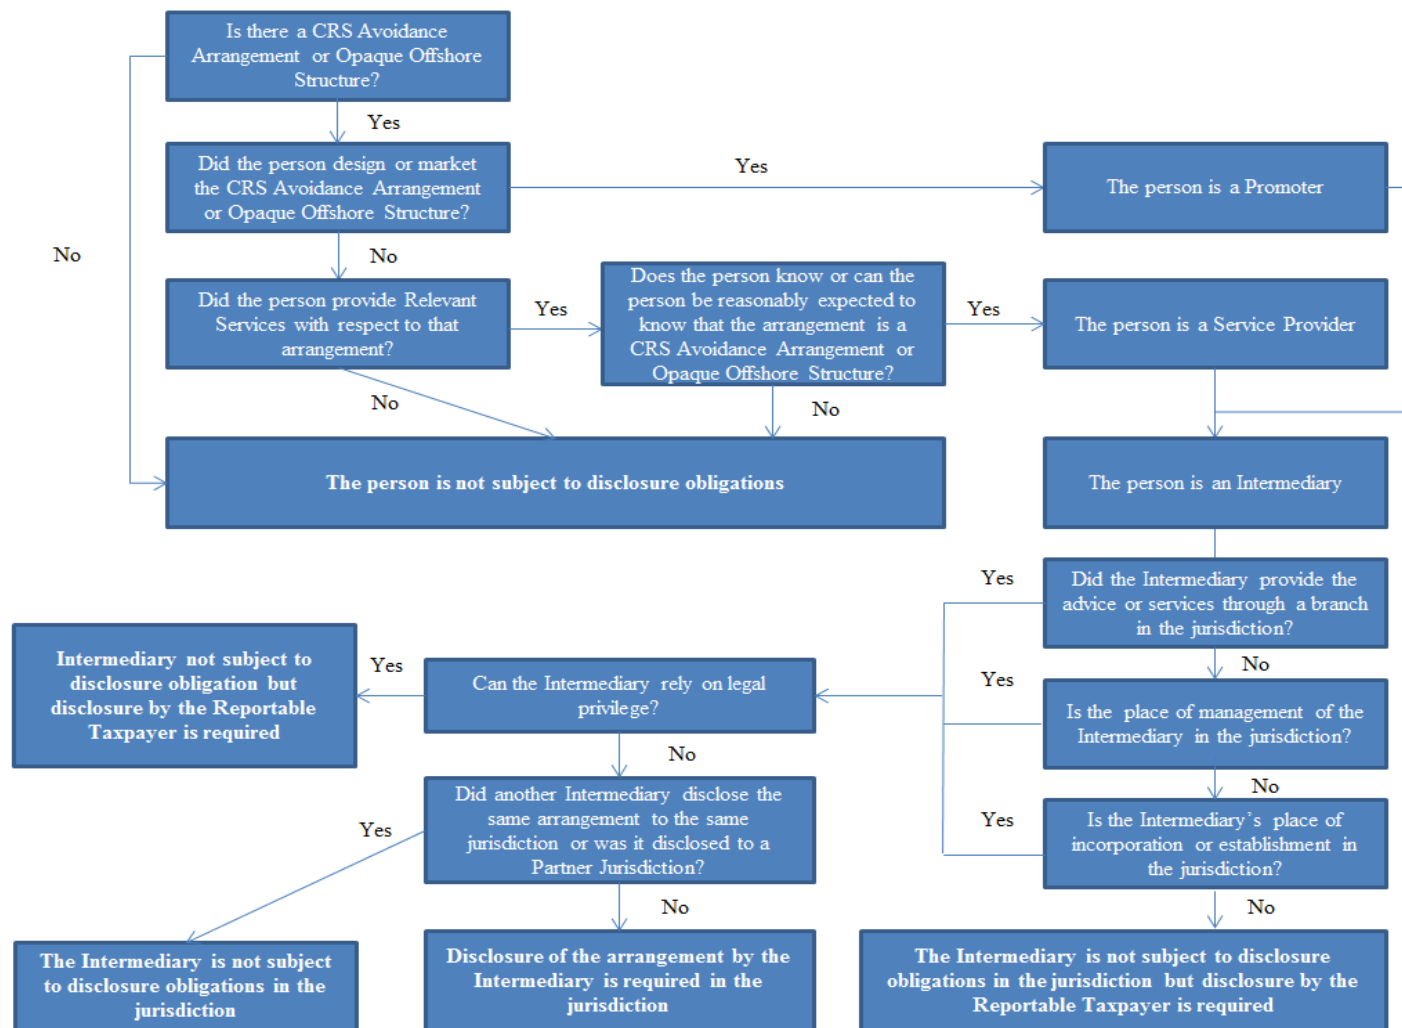 Is there a CRS Avoidance
Arrangement or Opaque Offshore
Structure?
Yes
Did the person design or market
the CRS Avoidance Arrangement
or Opaque Offshore Structure?
Yes
The person is a Promoter
No
No
Did the person provide Relevant
Services with respect to that
arrangement?
Yes
Does the person know or can the
person be reasonably expected to
know that the arrangement is a
CRS Avoidance Arrangement or
Opaque Offshore Structure?
Yes
The person is a Service Provider
No
No
The person is not subject to disclosure obligations
The person is an Intermediary
Did the Intermediary provide the
advice or services through a branch
in the jurisdiction?
Yes
No
Is the place of management of the
Intermediary in the jurisdiction?
Yes
No
Is the Intermediary's place of
incorporation or establishment in
the jurisdiction?
Yes
No
Can the Intermediary rely on legal
privilege?
Yes
Intermediary not subject to
disclosure obligation but
disclosure by the Reportable
Taxpayer is required
No
Did another Intermediary disclose the
same arrangement to the same
jurisdiction or was it disclosed to a
Partner Jurisdiction?
Yes
No
The Intermediary is not subject
to disclosure obligations in the
jurisdiction
Disclosure of the arrangement by the
Intermediary is required in the
jurisdiction
The Intermediary is not subject to disclosure
obligations in the jurisdiction but disclosure by the
Reportable Taxpayer is required